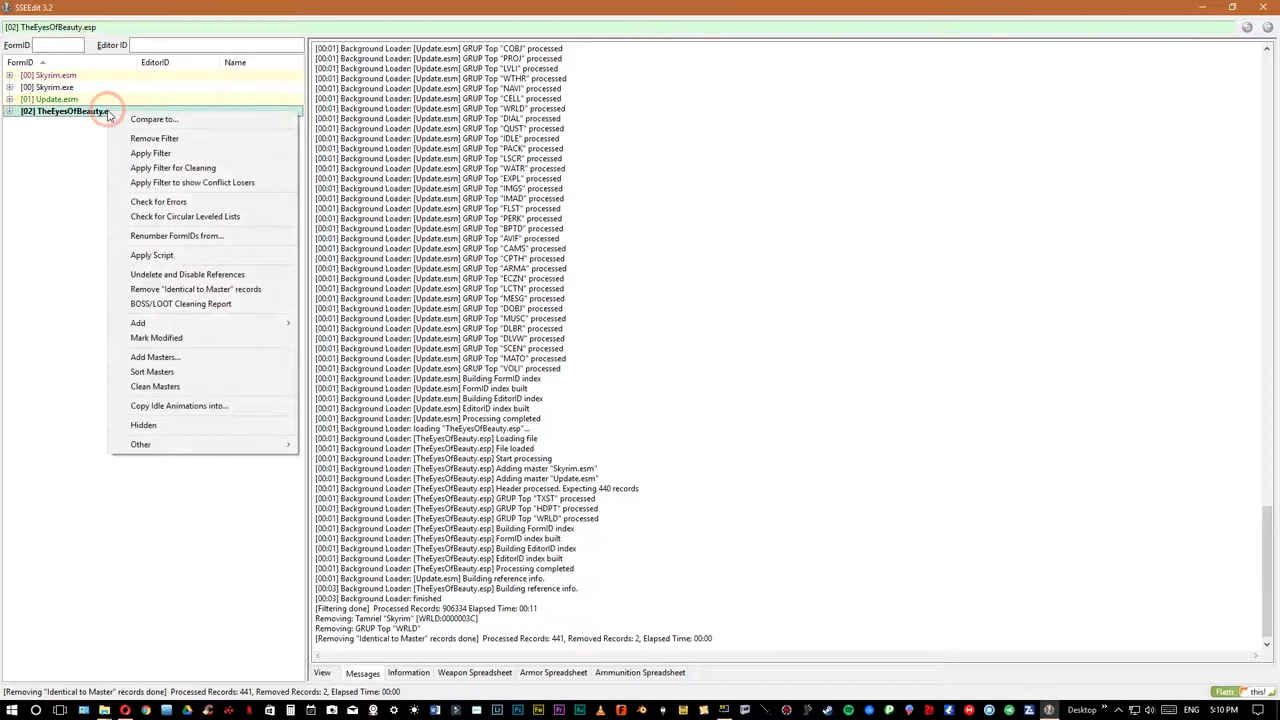 SSEEdit 3.2
[02] TheEyesOfBeauty.esp
FormID
Editor ID
FormID
EditorID
Name
[00] Skyrim.esm
[00] Skyrim.exe
[01] Update.esm
[02] TheEyesOfBeauty.e
Compare to...
Remove Filter
Apply Filter
Apply Filter for Cleaning
Apply Filter to show Conflict Losers
Check for Errors
Check for Circular Leveled Lists
Renumber FormIDs from...
Apply Script
Undelete and Disable References
Remove "Identical to Master" records
BOSS/LOOT Cleaning Report
Add
Mark Modified
Add Masters...
Sort Masters
Clean Masters
Copy Idle Animations into...
Hidden
Other
[00:01] Background Loader: [Update.esm] GRUP Top "COBJ" processed
[00:01] Background Loader: [Update.esm] GRUP Top "PROJ" processed
[00:01] Background Loader: [Update.esm] GRUP Top "LVLI" processed
[00:01] Background Loader: [Update.esm] GRUP Top "WTHR" processed
[00:01] Background Loader: [Update.esm] GRUP Top "NAVI" processed
[00:01] Background Loader: [Update.esm] GRUP Top "CELL" processed
[00:01] Background Loader: [Update.esm] GRUP Top "WRLD" processed
[00:01] Background Loader: [Update.esm] GRUP Top "DIAL" processed
[00:01] Background Loader: [Update.esm] GRUP Top "QUST" processed
[00:01] Background Loader: [Update.esm] GRUP Top "IDLE" processed
[00:01] Background Loader: [Update.esm] GRUP Top "PACK" processed
[00:01] Background Loader: [Update.esm] GRUP Top "LSCR" processed
[00:01] Background Loader: [Update.esm] GRUP Top "WATR" processed
[00:01] Background Loader: [Update.esm] GRUP Top "EXPL" processed
[00:01] Background Loader: [Update.esm] GRUP Top "IMGS" processed
[00:01] Background Loader: [Update.esm] GRUP Top "IMAD" processed
[00:01] Background Loader: [Update.esm] GRUP Top "FLST" processed
[00:01] Background Loader: [Update.esm] GRUP Top "PERK" processed
[00:01] Background Loader: [Update.esm] GRUP Top "BPTD" processed
[00:01] Background Loader: [Update.esm] GRUP Top "AVIF" processed
[00:01] Background Loader: [Update.esm] GRUP Top "CAMS" processed
[00:01] Background Loader: [Update.esm] GRUP Top "CPTH" processed
[00:01] Background Loader: [Update.esm] GRUP Top "ARMA" processed
[00:01] Background Loader: [Update.esm] GRUP Top "ECZN" processed
[00:01] Background Loader: [Update.esm] GRUP Top "LCTN" processed
[00:01] Background Loader: [Update.esm] GRUP Top "MESG" processed
[00:01] Background Loader: [Update.esm] GRUP Top "DOBJ" processed
[00:01] Background Loader: [Update.esm] GRUP Top "MUSC" processed
[00:01] Background Loader: [Update.esm] GRUP Top "DLBR" processed
[00:01] Background Loader: [Update.esm] GRUP Top "DLVW" processed
[00:01] Background Loader: [Update.esm] GRUP Top "SCEN" processed
[00:01] Background Loader: [Update.esm] GRUP Top "MATO" processed
[00:01] Background Loader: [Update.esm] GRUP Top "VOLI" processed
[00:01] Background Loader: [Update.esm] Building FormID index
[00:01] Background Loader: [Update.esm] FormID index built
[00:01] Background Loader: [Update.esm] Building EditorID index
[00:01] Background Loader: [Update.esm] EditorID index built
[00:01] Background Loader: [Update.esm] Processing completed
[00:01] Background Loader: loading "TheEyesOfBeauty.esp"...
[00:01] Background Loader: [TheEyesOfBeauty.esp] Loading file
[00:01] Background Loader: [TheEyesOfBeauty.esp] File loaded
[00:01] Background Loader: [TheEyesOfBeauty.esp] Start processing
[00:01] Background Loader: [TheEyesOfBeauty.esp] Adding master "Skyrim.esm"
[00:01] Background Loader: [TheEyesOfBeauty.esp] Adding master "Update.esm"
[00:01] Background Loader: [TheEyesOfBeauty.esp] Header processed. Expecting 440 records
[00:01] Background Loader: [TheEyesOfBeauty.esp] GRUP Top "TXST" processed
[00:01] Background Loader: [TheEyesOfBeauty.esp] GRUP Top "HDPT" processed
[00:01] Background Loader: [TheEyesOfBeauty.esp] GRUP Top "WRLD" processed
[00:01] Background Loader: [TheEyesOfBeauty.esp] Building FormID index
[00:01] Background Loader: [TheEyesOfBeauty.esp] FormID index built
[00:01] Background Loader: [TheEyesOfBeauty.esp] Building EditorID index
[00:01] Background Loader: [TheEyesOfBeauty.esp] EditorID index built
[00:01] Background Loader: [TheEyesOfBeauty.esp] Processing completed
[00:01] Background Loader: [Update.esm] Building reference info.
[00:03] Background Loader: [TheEyesOfBeauty.esp] Building reference info.
[00:03] Background Loader: finished
[Filtering done] Processed Records: 906334 Elapsed Time: 00:11
Removing: Tamriel "Skyrim" [WRLD:0000003C]
Removing: GRUP Top "WRLD"
[Removing "Identical to Master" records done] Processed Records: 441, Removed Records: 2, Elapsed Time: 00:00
View
Messages
Information
Weapon Spreadsheet
Armor Spreadsheet
Ammunition Spreadsheet
[Removing "Identical to Master" records done] Processed Records: 441, Removed Records: 2, Elapsed Time: 00:00
Flattr
this!
Desktop
5:10 PM